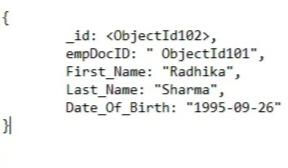 {
_id: <ObjectId102>,
empDocID: " ObjectId101",
First_Name: "Radhika",
Last_Name: "Sharma",
Date_Of_Birth: "1995-09-26"
}